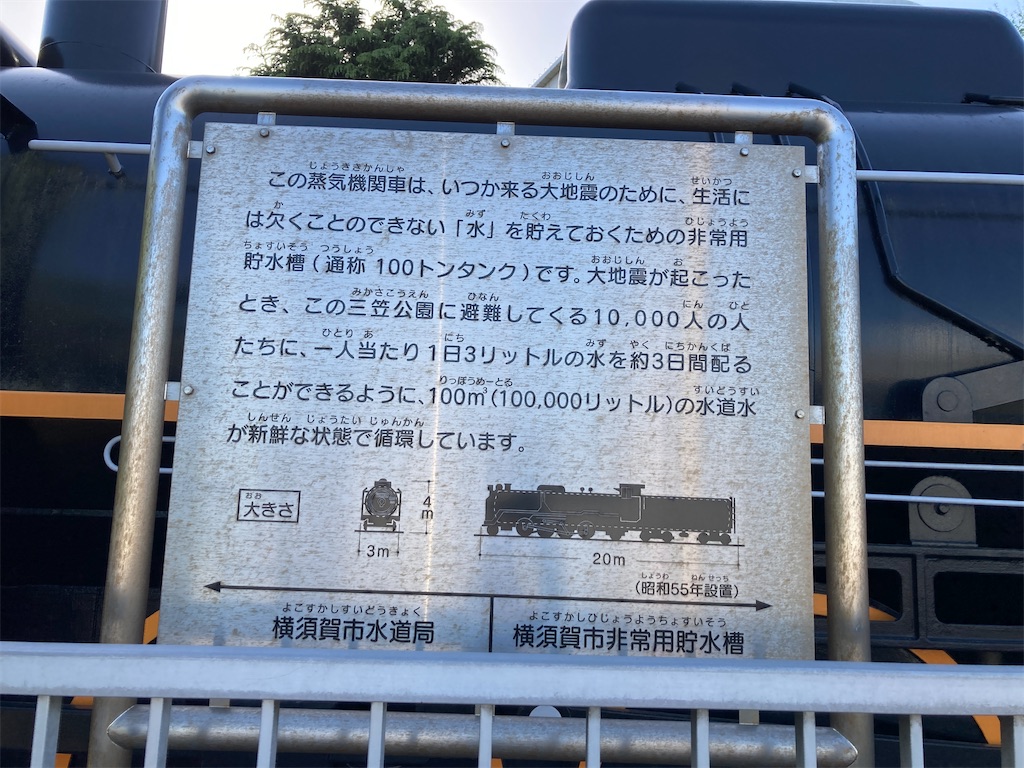 この蒸気機関車は、いつか来る大地震のために、生活に
は欠くことのできない「水」を貯えておくための非常用
貯水槽(通称 100トンタンク)です。大地震が起こった
とき、この三笠公園に避難してくる10,000人の人
たちに、一人当たり1日3リットルの水を約3日間配る
ことができるように、100m³(100,000リットル)の水道水
が新鮮な状態で循環しています。
大きさ
4m
3m
20m
(昭和55年設置)
横須賀市水道局
横須賀市非常用貯水槽